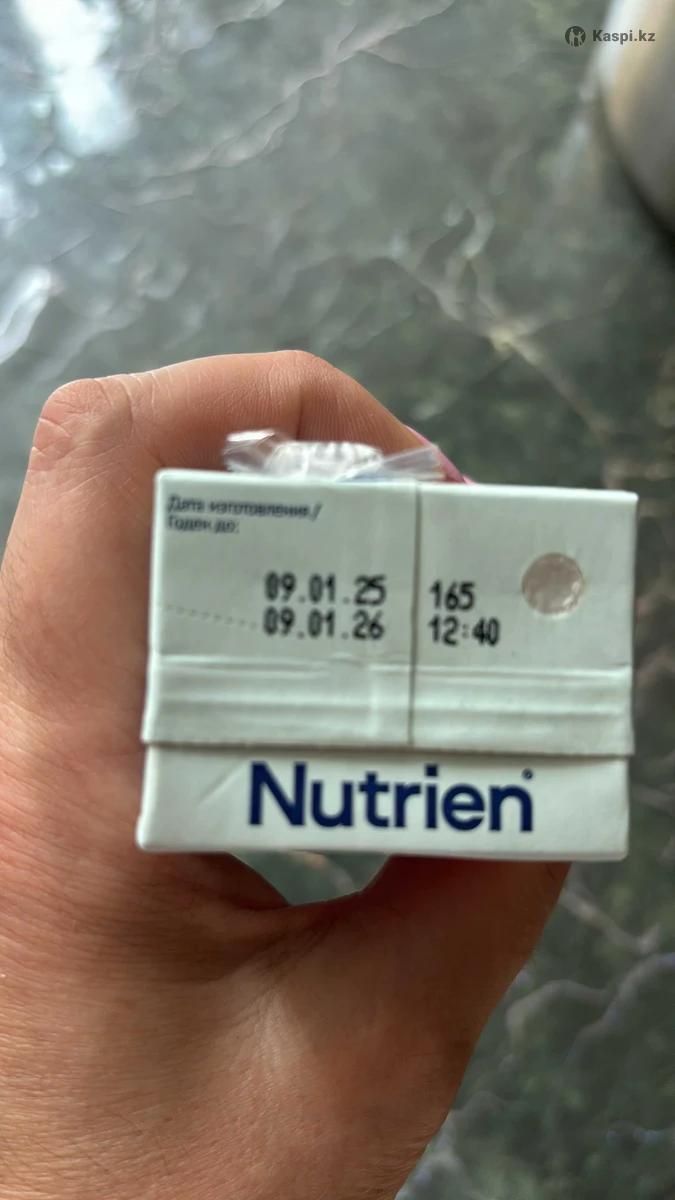 Kaspi.kz
Дата изготовления/
Годен до:
09.01.25 165
09.01.26 12:40
Nutrien®